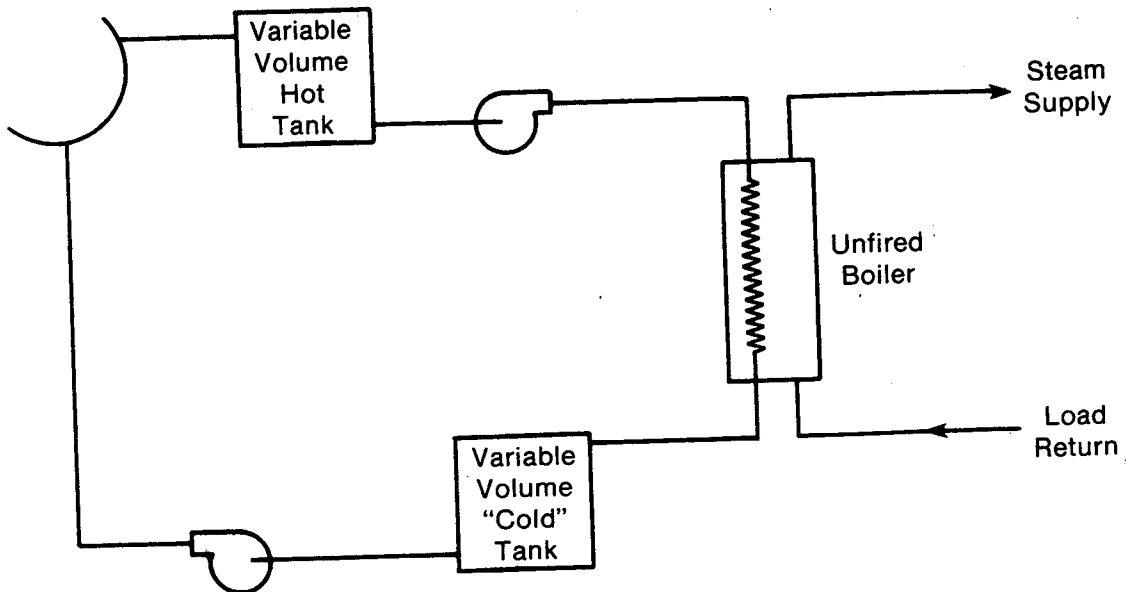 Variable
Volume
Hot
Tank
Steam
Supply
Unfired
Boiler
Load
Return
Variable
Volume
“Cold”
Tank